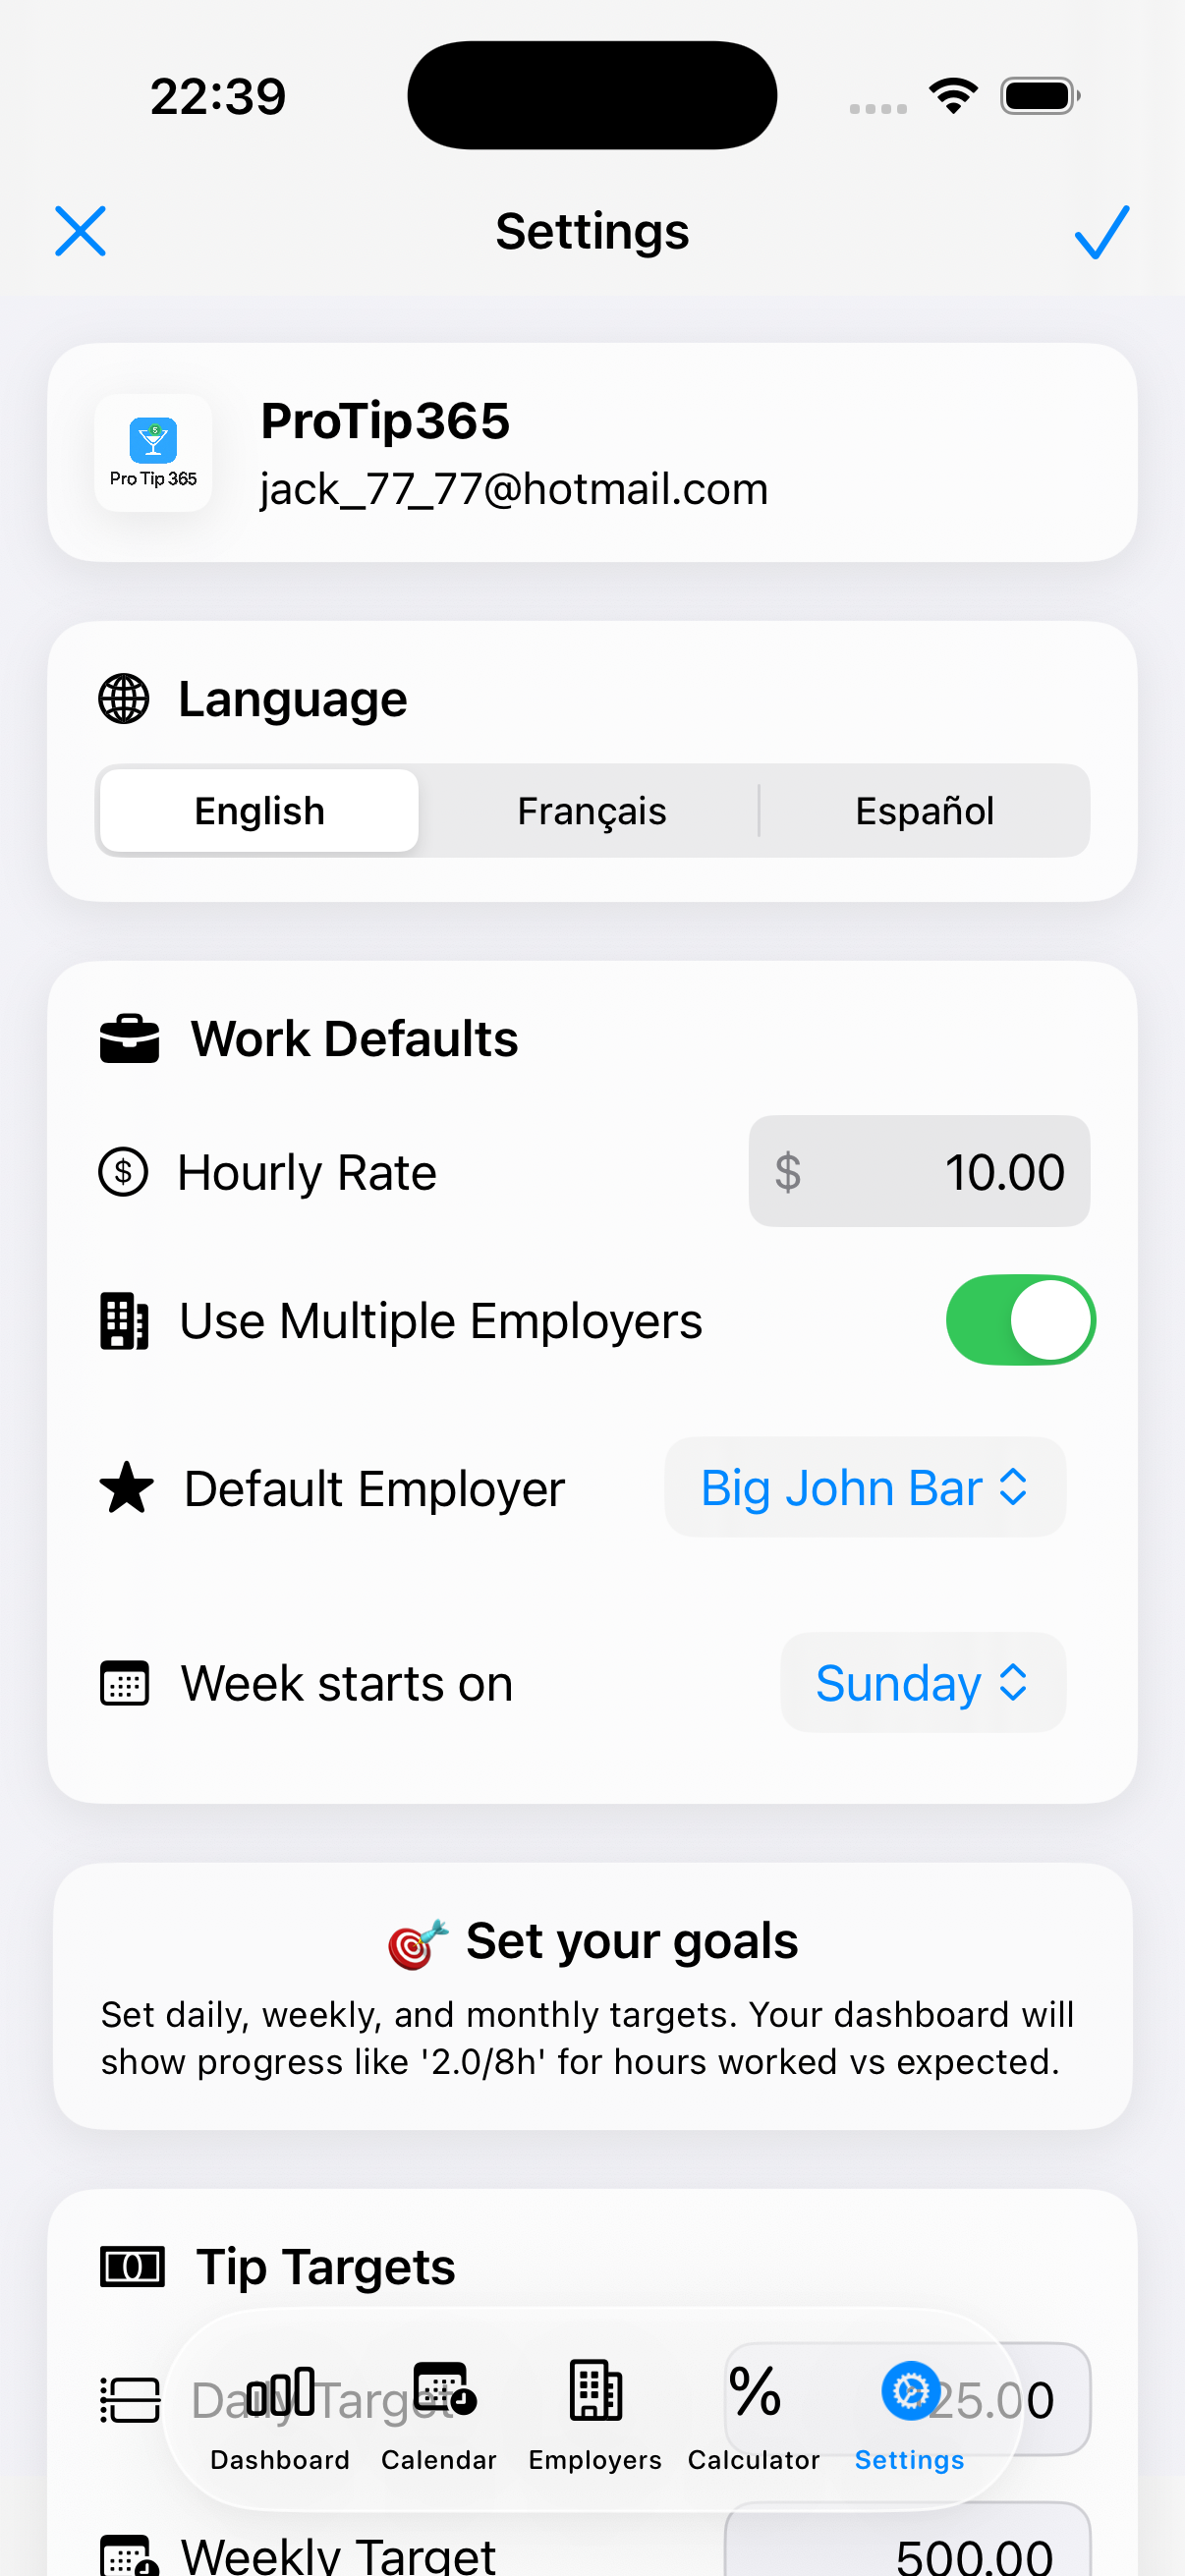 22:39
Settings
ProTip365
Pro Tip 365
jack_77_77@hotmail.com
Language
English Français Español
Work Defaults
Hourly Rate $ 10.00
Use Multiple Employers
Default Employer Big John Bar
Week starts on Sunday
🎯 Set your goals
Set daily, weekly, and monthly targets. Your dashboard will
show progress like '2.0/8h' for hours worked vs expected.
Tip Targets
Daily Target
Dashboard Calendar Employers Calculator Settings
Weekly Target 500.00